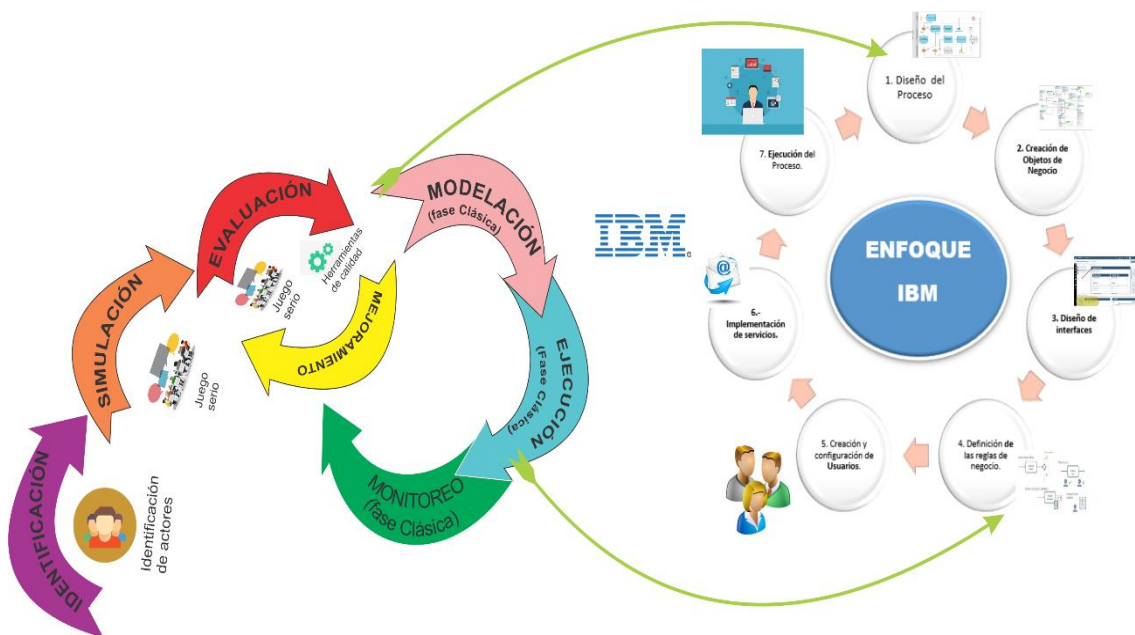 IDENTIFICACIÓN
Identificación
de actores
SIMULACIÓN
Juego
serio
EVALUACIÓN
Juego
serio
Herramientas
de calidad
MEJORAMIENTO
MODELACIÓN
(fase Clásica)
EJECUCIÓN
(Fase Clásica)
MONITOREO
(fase Clásica)
IBM®
ENFOQUE
IBM
1. Diseño del
Proceso
2. Creación de
Objetos de
Negocio
3. Diseño de
interfaces
4. Definición de
las reglas de
negocio.
5. Creación y
configuración de
Usuarios.
6.-
Implementación
de servicios.
7. Ejecución del
Proceso.